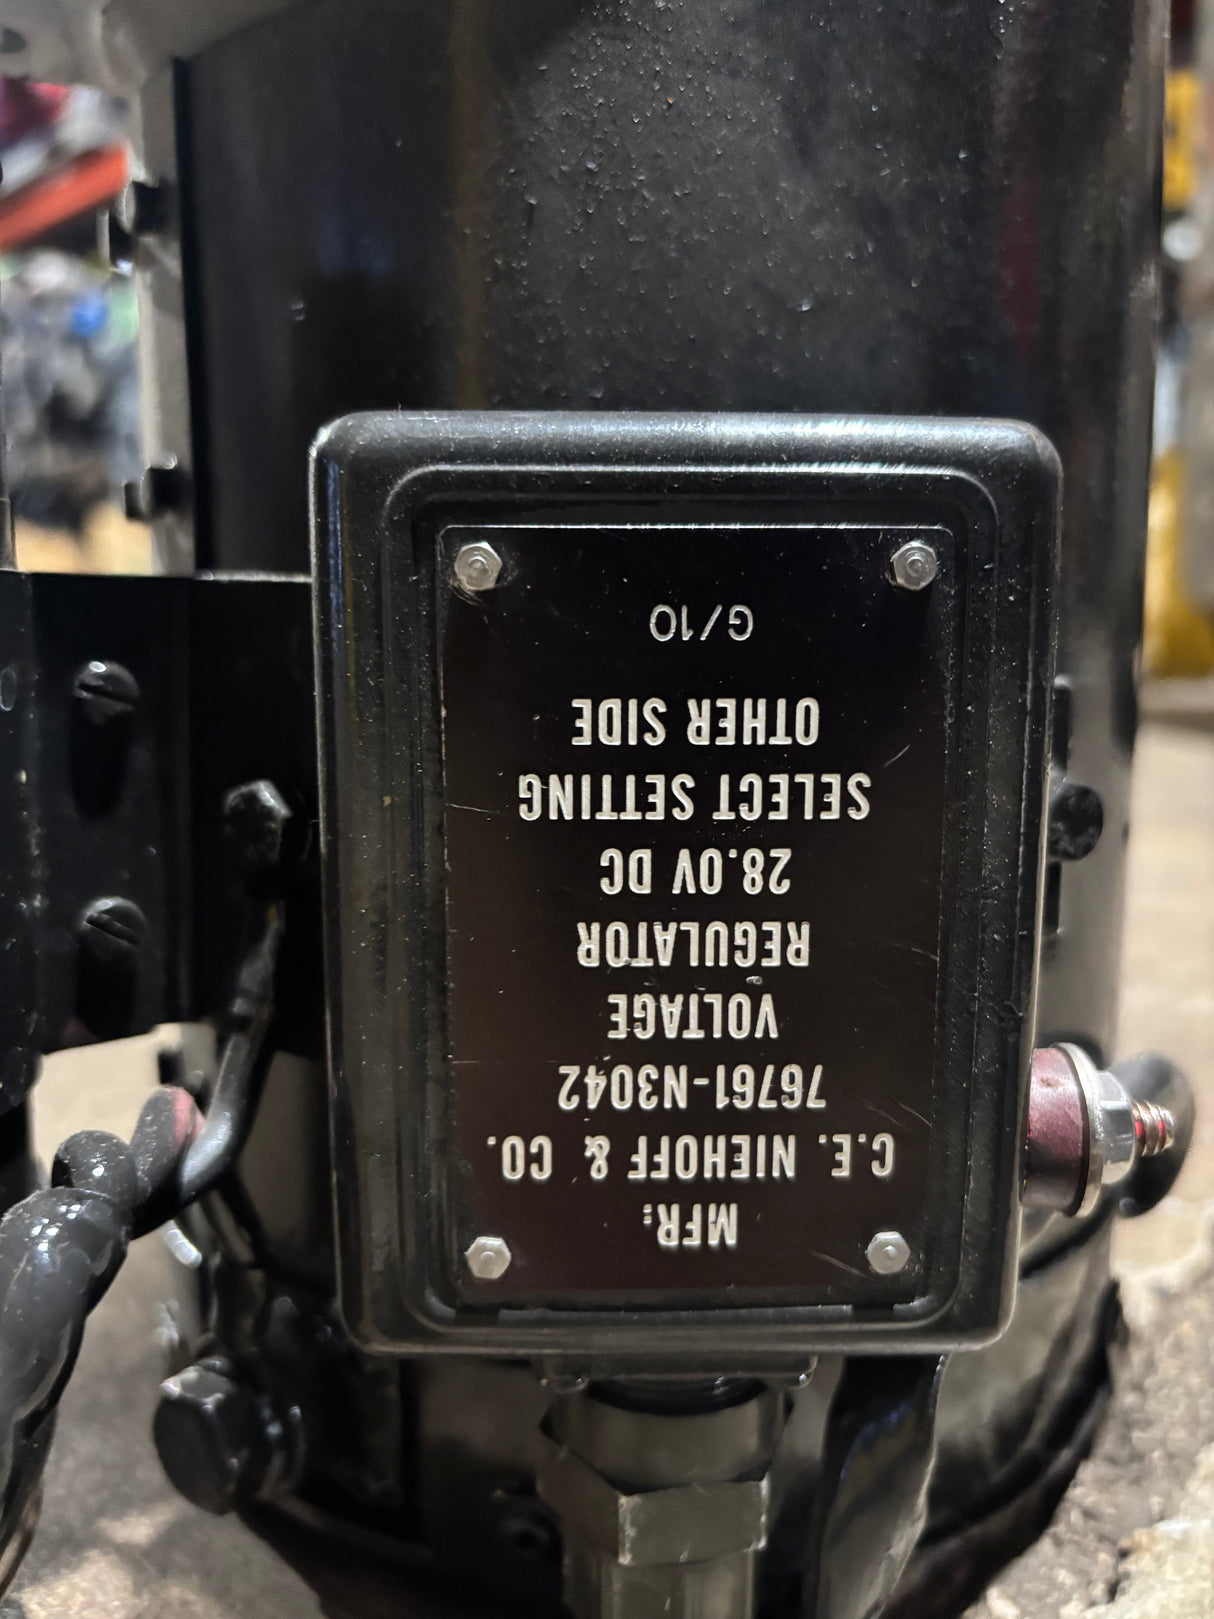 MFR:
C.E. NIEHOFF & CO.
76761-N3042
VOLTAGE
REGULATOR
28.0V DC
SELECT SETTING
OTHER SIDE
G/10